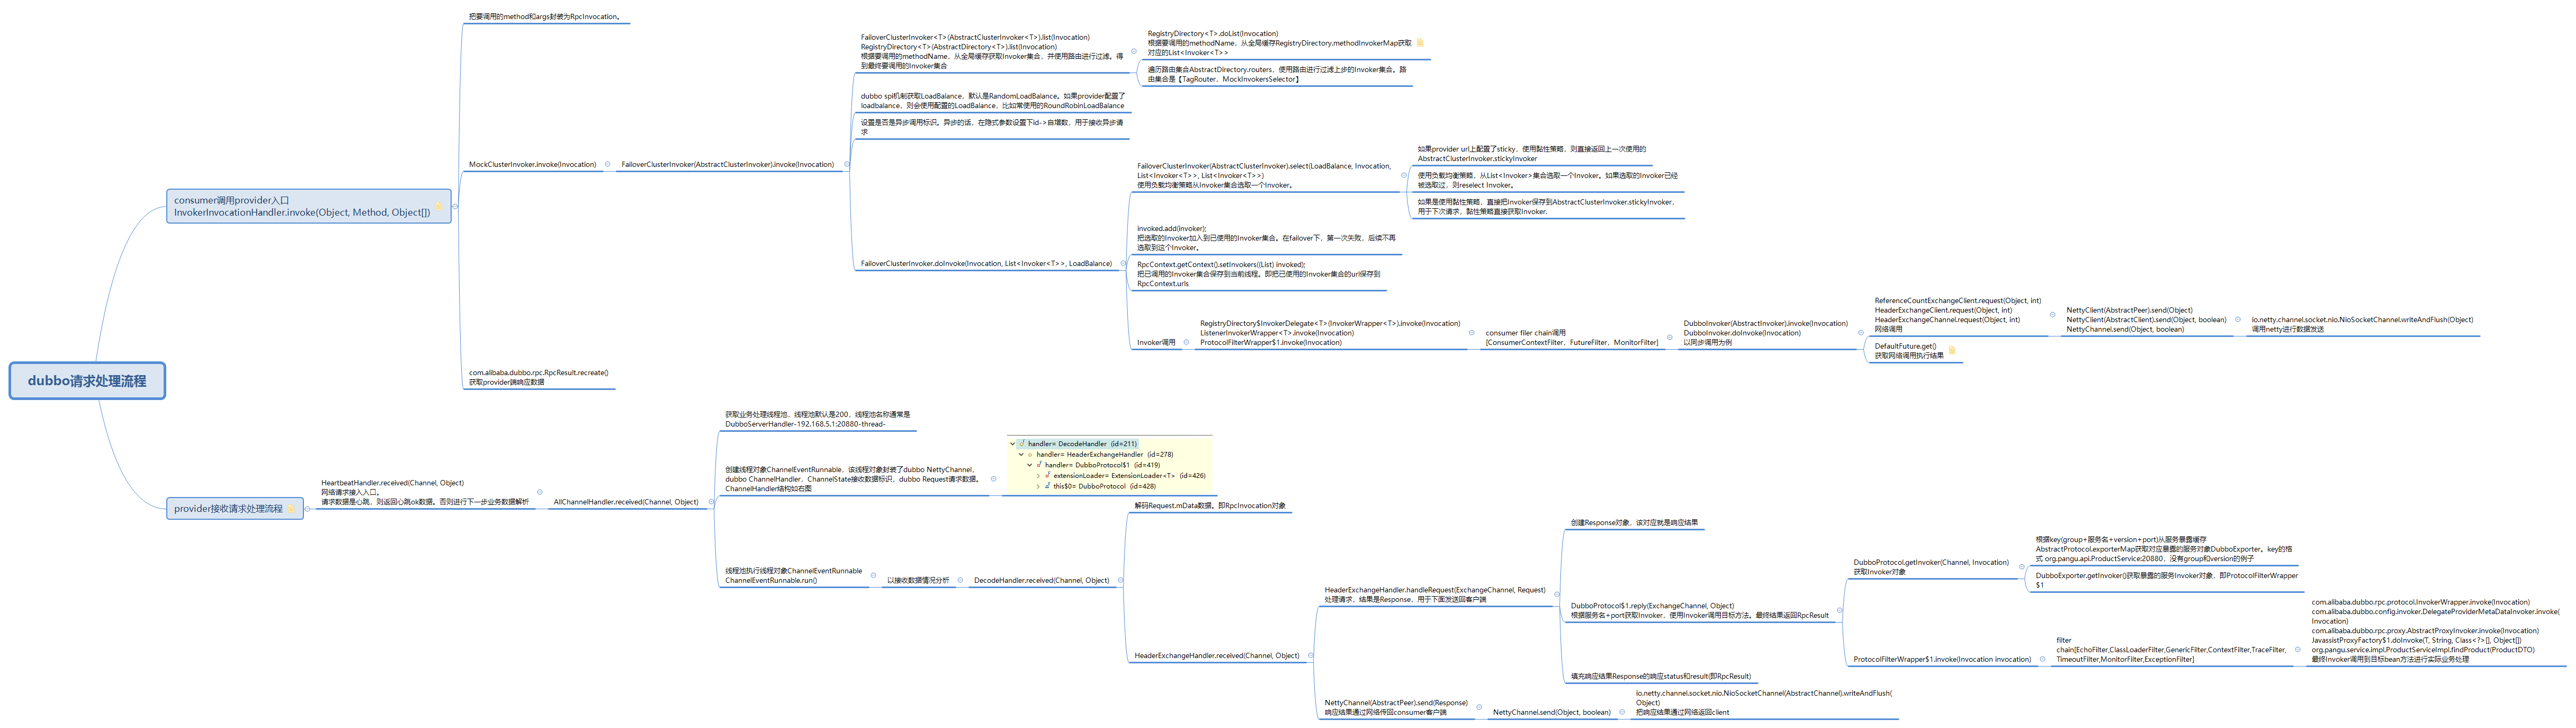 dubbo请求处理流程
consumer调用provider入口
InvokerInvocationHandler.invoke(Object, Method, Object[])
把要调用的method和args封装为RpcInvocation。
MockClusterInvoker.invoke(Invocation)
FailoverClusterInvoker(AbstractClusterInvoker).invoke(Invocation)
FailoverClusterInvoker<T>(AbstractClusterInvoker<T>).list(Invocation)
RegistryDirectory<T>(AbstractDirectory<T>).list(Invocation)
根据要调用的methodName，从全局缓存获取Invoker集合，并使用路由进行过滤。得
到最终要调用的Invoker集合
RegistryDirectory<T>.doList(Invocation)
根据要调用的methodName，从全局缓存RegistryDirectory.methodInvokerMap获取
对应的List<Invoker<T>>
遍历路由集合AbstractDirectory.routers，使用路由进行过滤上步的Invoker集合。路
由集合是【TagRouter，MockInvokersSelector】
dubbo spi机制获取LoadBalance，默认是RandomLoadBalance。如果provider配置了
loadbalance，则会使用配置的LoadBalance，比如常使用的RoundRobinLoadBalance
设置是否是异步调用标识。异步的话，在隐式参数设置下id->自增数，用于接收异步请
求
FailoverClusterInvoker.doInvoke(Invocation, List<Invoker<T>>, LoadBalance)
FailoverClusterInvoker(AbstractClusterInvoker).select(LoadBalance, Invocation,
List<Invoker<T>>, List<Invoker<T>>)
使用负载均衡策略从Invoker集合选取一个Invoker。
如果provider url上配置了sticky，使用黏性策略，则直接返回上一次使用的
AbstractClusterInvoker.stickyInvoker
使用负载均衡策略，从List<Invoker>集合选取一个Invoker。如果选取的Invoker已经
被选取过，则reselect Invoker。
如果是使用黏性策略，直接把Invoker保存到AbstractClusterInvoker.stickyInvoker，
用于下次请求，黏性策略直接获取Invoker.
invoked.add(invoker);
把选取的Invoker加入到已使用的Invoker集合。在failover下，第一次失败，后续不再
选取到这个Invoker。
RpcContext.getContext().setInvokers((List) invoked);
把已调用的Invoker集合保存到当前线程。即把已使用的Invoker集合的url保存到
RpcContext.urls
Invoker调用
RegistryDirectory$InvokerDelegate<T>(InvokerWrapper<T>).invoke(Invocation)
ListenerInvokerWrapper<T>.invoke(Invocation)
ProtocolFilterWrapper$1.invoke(Invocation)
consumer filer chain调用
[ConsumerContextFilter，FutureFilter，MonitorFilter]
DubboInvoker(AbstractInvoker).invoke(Invocation)
DubboInvoker.doInvoke(Invocation)
以同步调用为例
ReferenceCountExchangeClient.request(Object, int)
HeaderExchangeClient.request(Object, int)
HeaderExchangeChannel.request(Object, int)
网络调用
NettyClient(AbstractPeer).send(Object)
NettyClient(AbstractClient).send(Object, boolean)
NettyChannel.send(Object, boolean)
io.netty.channel.socket.nio.NioSocketChannel.writeAndFlush(Object)
调用netty进行数据发送
DefaultFuture.get()
获取网络调用执行结果
com.alibaba.dubbo.rpc.RpcResult.recreate()
获取provider端响应数据
provider接收请求处理流程
HeartbeatHandler.received(Channel, Object)
网络请求接入入口。
请求数据是心跳，则返回心跳ok数据。否则进行下一步业务数据解析
AllChannelHandler.received(Channel, Object)
获取业务处理线程池，线程池默认是200，线程池名称通常是
DubboServerHandler-192.168.5.1:20880-thread-
创建线程对象ChannelEventRunnable，该线程对象封装了dubbo NettyChannel，
dubbo ChannelHandler，ChannelState接收数据标识，dubbo Request请求数据。
ChannelHandler结构如右图
handler= DecodeHandler (id=211)
handler= HeaderExchangeHandler (id=278)
handler= DubboProtocol$1 (id=419)
extensionLoader= ExtensionLoader<T> (id=426)
this$0= DubboProtocol (id=428)
线程池执行线程对象ChannelEventRunnable
ChannelEventRunnable.run()
以接收数据情况分析
DecodeHandler.received(Channel, Object)
解码Request.mData数据。即RpcInvocation对象
HeaderExchangeHandler.received(Channel, Object)
HeaderExchangeHandler.handleRequest(ExchangeChannel, Request)
处理请求，结果是Response，用于下面发送回客户端
创建Response对象，该对应就是响应结果
DubboProtocol$1.reply(ExchangeChannel, Object)
根据服务名+port获取Invoker，使用Invoker调用目标方法。最终结果返回RpcResult
DubboProtocol.getInvoker(Channel, Invocation)
获取Invoker对象
根据key(group+服务名+version+port)从服务暴露缓存
AbstractProtocol.exporterMap获取对应暴露的服务对象DubboExporter。key的格
式 org.pangu.api.ProductService:20880，没有group和version的例子
DubboExporter.getInvoker()获取暴露的服务Invoker对象，即ProtocolFilterWrapper
$1
ProtocolFilterWrapper$1.invoke(Invocation invocation)
filter
chain[EchoFilter,ClassLoaderFilter,GenericFilter,ContextFilter,TraceFilter,
TimeoutFilter,MonitorFilter,ExceptionFilter]
com.alibaba.dubbo.rpc.protocol.InvokerWrapper.invoke(Invocation)
com.alibaba.dubbo.config.invoker.DelegateProviderMetaDataInvoker.invoke(
Invocation)
com.alibaba.dubbo.rpc.proxy.AbstractProxyInvoker.invoke(Invocation)
JavassistProxyFactory$1.doInvoke(T, String, Class<?>[], Object[])
org.pangu.service.impl.ProductServiceImpl.findProduct(ProductDTO)
最终Invoker调用到目标bean方法进行实际业务处理
填充响应结果Response的响应status和result(即RpcResult)
NettyChannel(AbstractPeer).send(Response)
响应结果通过网络传回consumer客户端
NettyChannel.send(Object, boolean)
io.netty.channel.socket.nio.NioSocketChannel(AbstractChannel).writeAndFlush(
Object)
把响应结果通过网络返回client